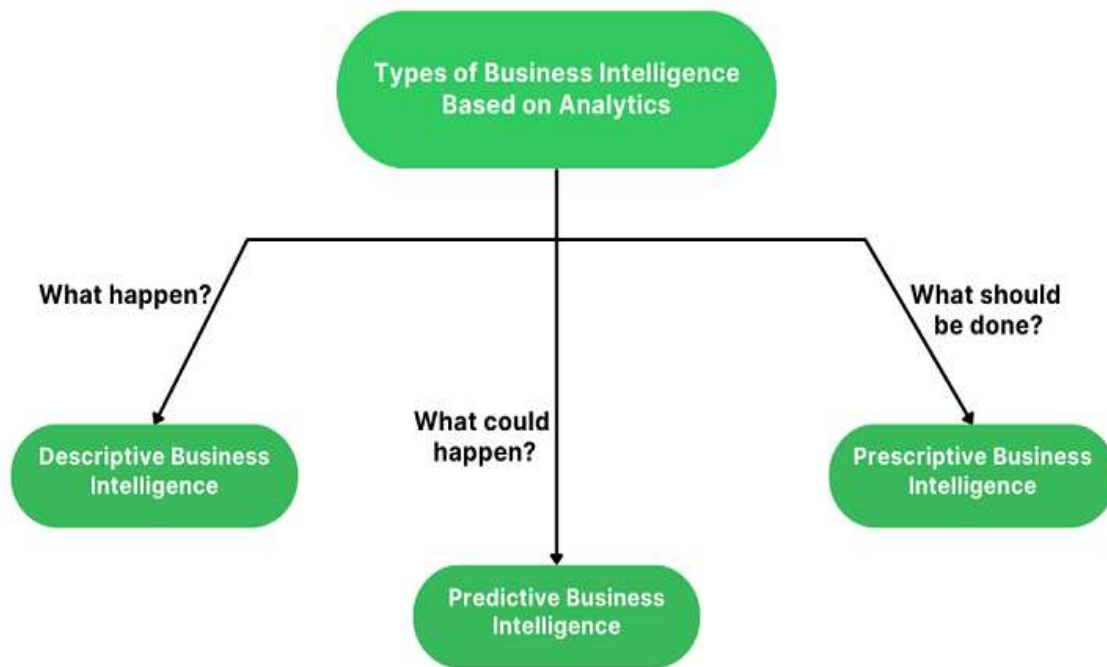 Types of Business Intelligence
Based on Analytics
What happen?
What should
be done?
What could
happen?
Descriptive Business
Intelligence
Prescriptive Business
Intelligence
Predictive Business
Intelligence